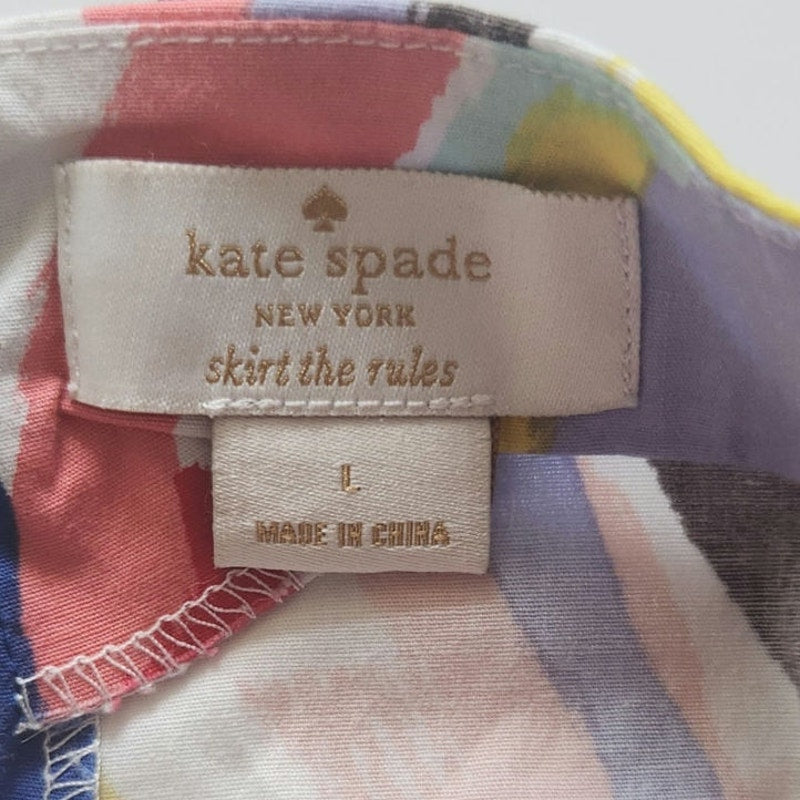 kate spade
NEW YORK
skirt the rules
L
MADE IN CHINA